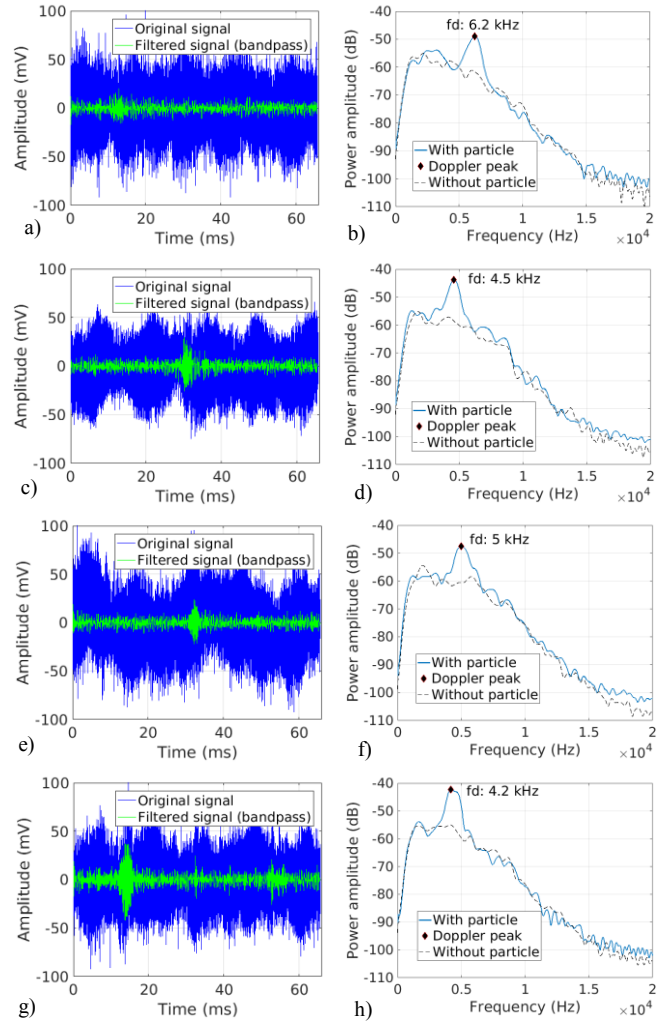 100
50
0
-50
-100
Amplitude (mV)
Original signal
Filtered signal (bandpass)
0 20 40 60
Time (ms)
a)
-40
-50
-60
-70
-80
-90
-100
-110
Power amplitude (dB)
fd: 6.2 kHz
With particle
Doppler peak
Without particle
0 0.5 1 1.5 2
Frequency (Hz)
×10⁴
b)
100
50
0
-50
-100
Amplitude (mV)
Original signal
Filtered signal (bandpass)
0 20 40 60
Time (ms)
c)
-40
-50
-60
-70
-80
-90
-100
-110
Power amplitude (dB)
fd: 4.5 kHz
With particle
Doppler peak
Without particle
0 0.5 1 1.5 2
Frequency (Hz)
×10⁴
d)
100
50
0
-50
-100
Amplitude (mV)
Original signal
Filtered signal (bandpass)
0 20 40 60
Time (ms)
e)
-40
-50
-60
-70
-80
-90
-100
-110
Power amplitude (dB)
fd: 5 kHz
With particle
Doppler peak
Without particle
0 0.5 1 1.5 2
Frequency (Hz)
×10⁴
f)
100
50
0
-50
-100
Amplitude (mV)
Original signal
Filtered signal (bandpass)
0 20 40 60
Time (ms)
g)
-40
-50
-60
-70
-80
-90
-100
-110
Power amplitude (dB)
fd: 4.2 kHz
With particle
Doppler peak
Without particle
0 0.5 1 1.5 2
Frequency (Hz)
×10⁴
h)